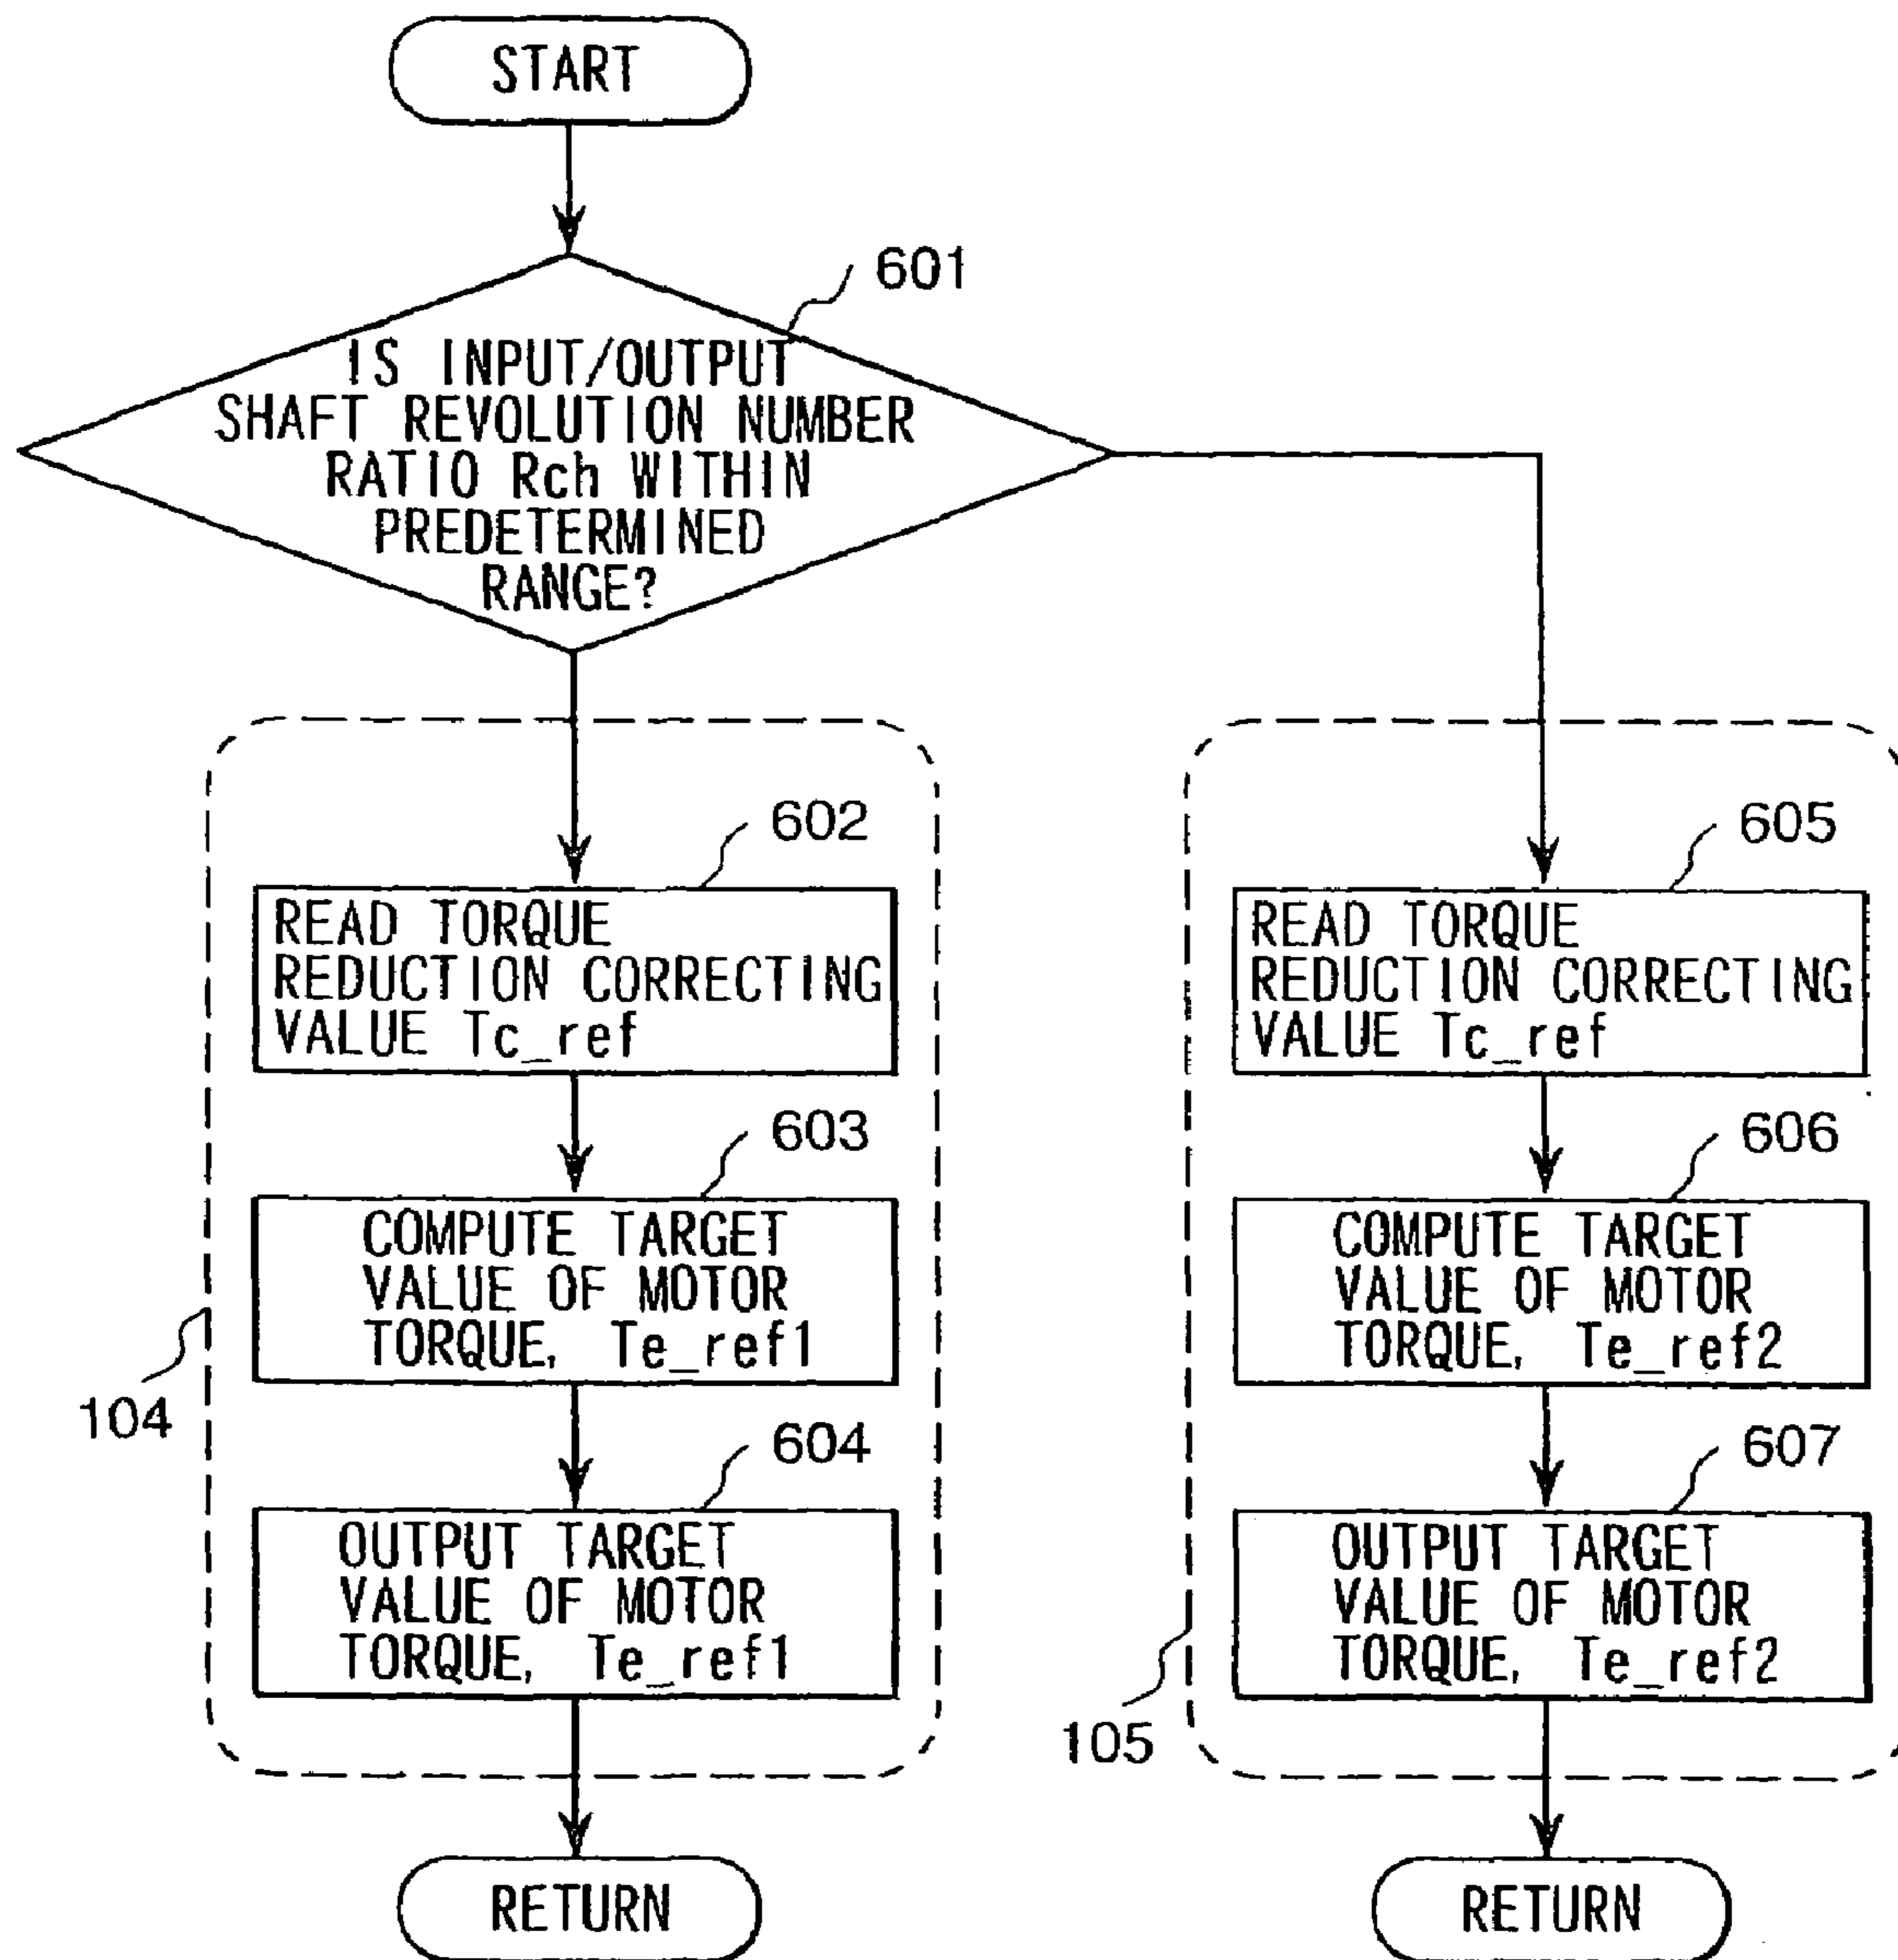 START
601
IS INPUT/OUTPUT
SHAFT REVOLUTION NUMBER
RATIO Rch WITHIN
PREDETERMINED
RANGE?
602
READ TORQUE
REDUCTION CORRECTING
VALUE Tc_ref
603
COMPUTE TARGET
VALUE OF MOTOR
TORQUE, Te_ref1
104
604
OUTPUT TARGET
VALUE OF MOTOR
TORQUE, Te_ref1
RETURN
605
READ TORQUE
REDUCTION CORRECTING
VALUE Tc_ref
606
COMPUTE TARGET
VALUE OF MOTOR
TORQUE, Te_ref2
607
OUTPUT TARGET
VALUE OF MOTOR
TORQUE, Te_ref2
105
RETURN